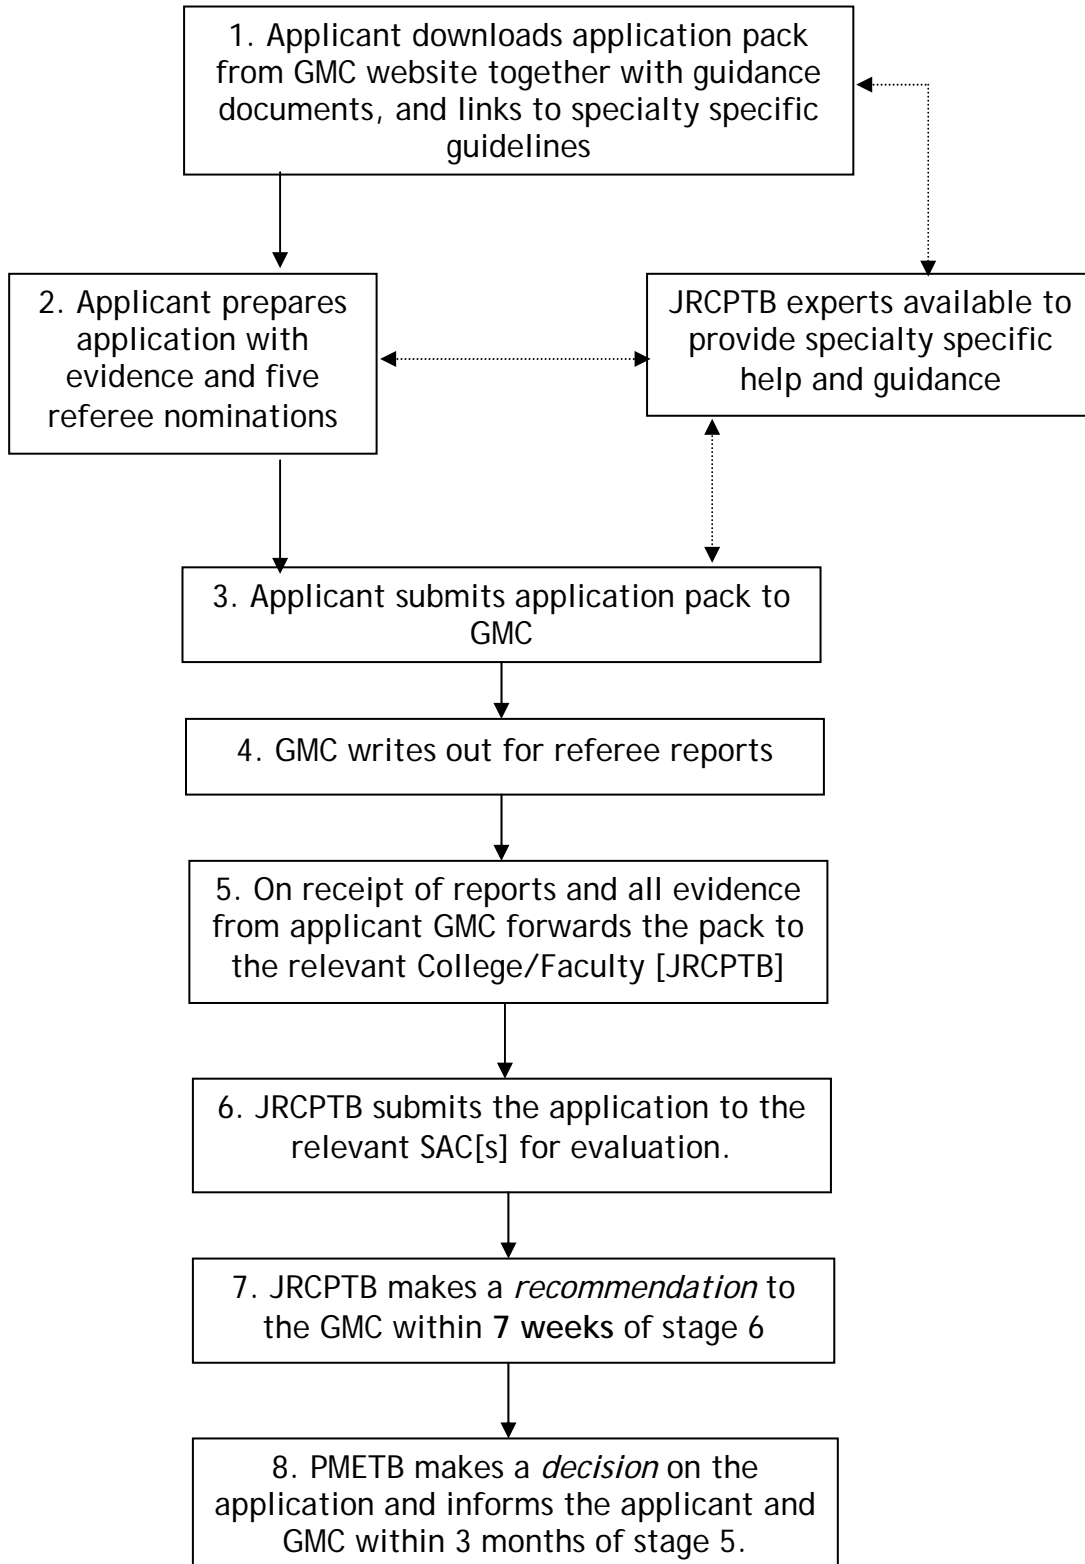 1. Applicant downloads application pack
from GMC website together with guidance
documents, and links to specialty specific
guidelines
2. Applicant prepares
application with
evidence and five
referee nominations
JRCPTB experts available to
provide specialty specific
help and guidance
3. Applicant submits application pack to
GMC
4. GMC writes out for referee reports
5. On receipt of reports and all evidence
from applicant GMC forwards the pack to
the relevant College/Faculty [JRCPTB]
6. JRCPTB submits the application to the
relevant SAC[s] for evaluation.
7. JRCPTB makes a recommendation to
the GMC within 7 weeks of stage 6
8. PMETB makes a decision on the
application and informs the applicant and
GMC within 3 months of stage 5.